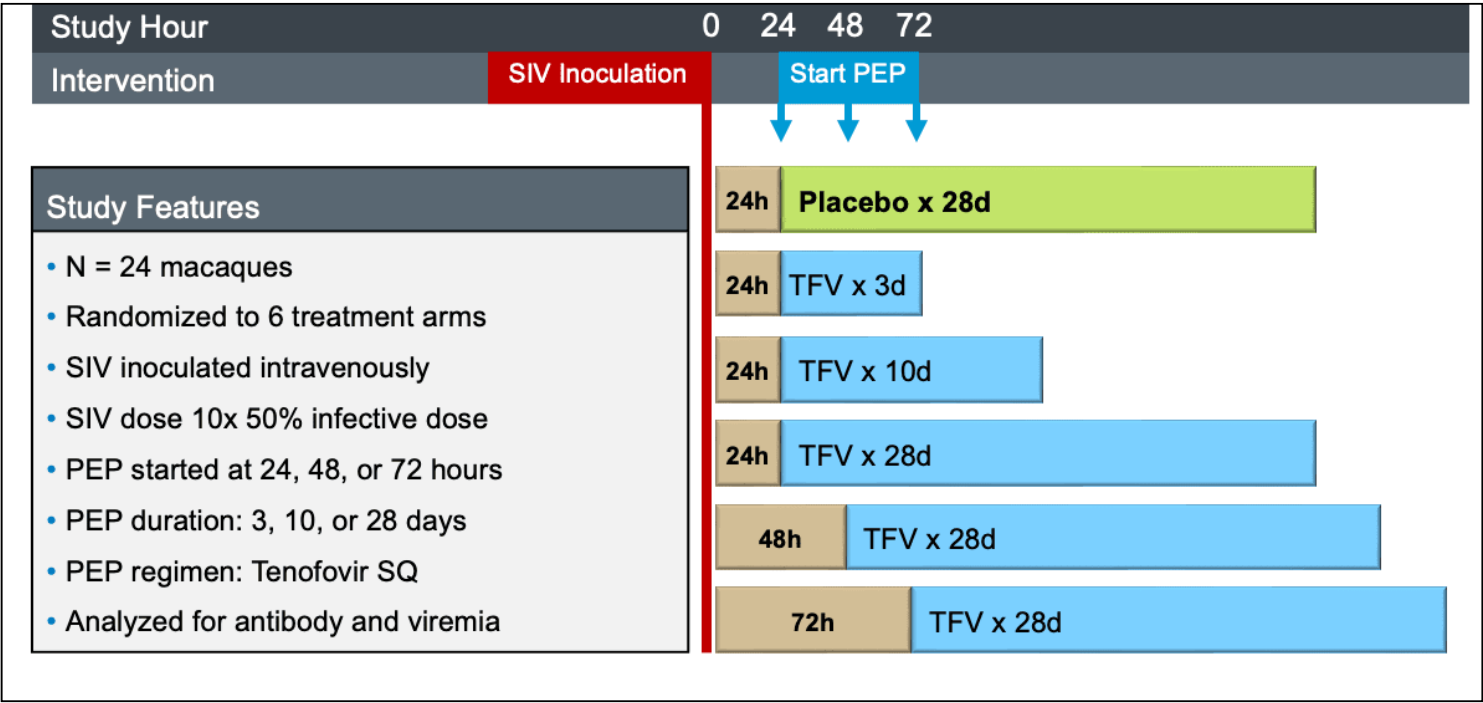 Study Hour 0 24 48 72
Intervention SIV Inoculation Start PEP
Study Features
• N = 24 macaques
• Randomized to 6 treatment arms
• SIV inoculated intravenously
• SIV dose 10x 50% infective dose
• PEP started at 24, 48, or 72 hours
• PEP duration: 3, 10, or 28 days
• PEP regimen: Tenofovir SQ
• Analyzed for antibody and viremia
24h Placebo x 28d
24h TFV x 3d
24h TFV x 10d
24h TFV x 28d
48h TFV x 28d
72h TFV x 28d